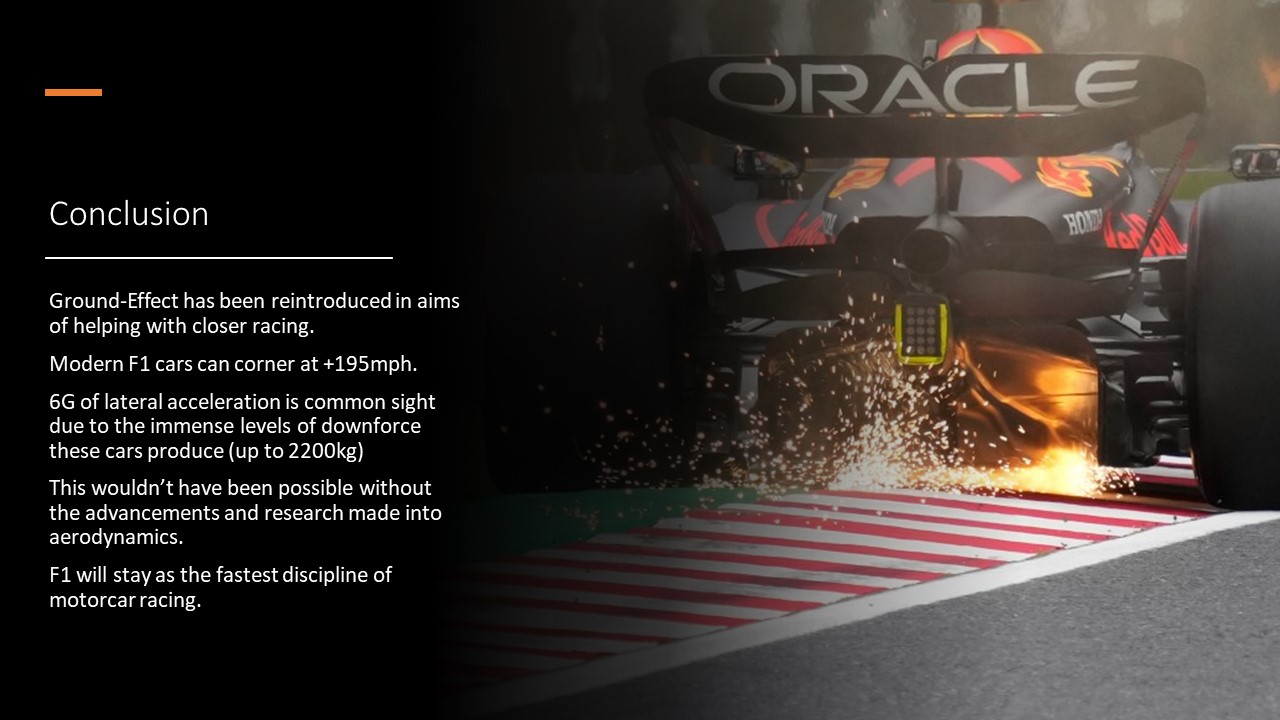 ORACLE
HONDA
Red Bull
Conclusion
Ground-Effect has been reintroduced in aims
of helping with closer racing.
Modern F1 cars can corner at +195mph.
6G of lateral acceleration is common sight
due to the immense levels of downforce
these cars produce (up to 2200kg)
This wouldn’t have been possible without
the advancements and research made into
aerodynamics.
F1 will stay as the fastest discipline of
motorcar racing.